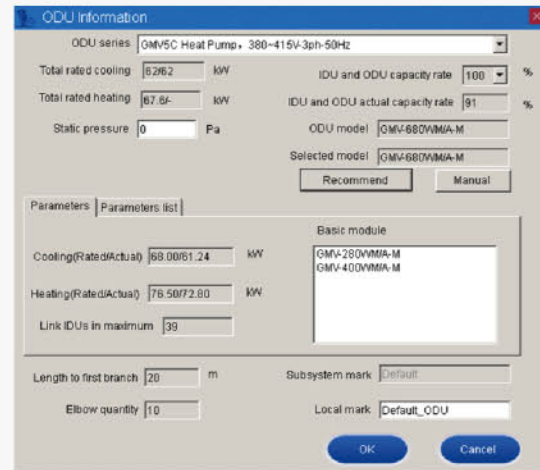 ODU Information
ODU series GMV5C Heat Pump, 380~415V-3ph-50Hz
Total rated cooling 62/62 kW IDU and ODU capacity rate 100 %
Total rated heating 67.6/- kW IDU and ODU actual capacity rate 91 %
Static pressure 0 Pa ODU model GMV-680WM/A-M
Selected model GMV-680WM/A-M
Recommend Manual
Parameters Parameters list
Basic module
Cooling(Rated/Actual) 68.00/61.24 kW GMV-280WM/A-M
GMV-400WM/A-M
Heating(Rated/Actual) 76.50/72.80 kW
Link IDUs in maximum 39
Length to first branch 20 m Subsystem mark Default
Elbow quantity 10 Local mark Default_ODU
OK Cancel